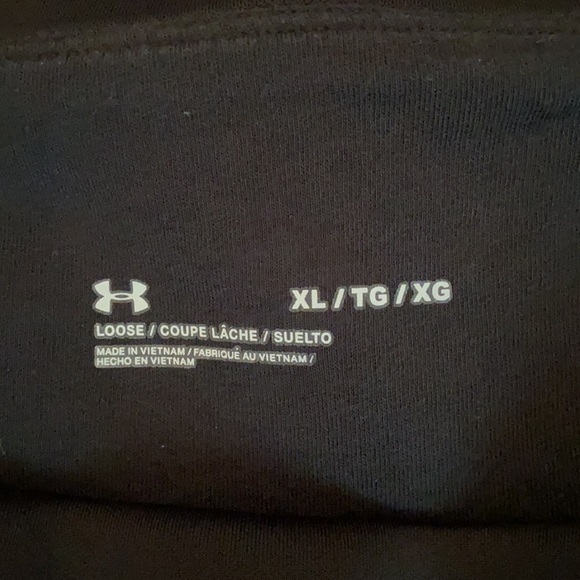 XL / TG / XG
LOOSE / COUPE LÂCHE / SUELTO
MADE IN VIETNAM / FABRIQUÉ AU VIETNAM /
HECHO EN VIETNAM